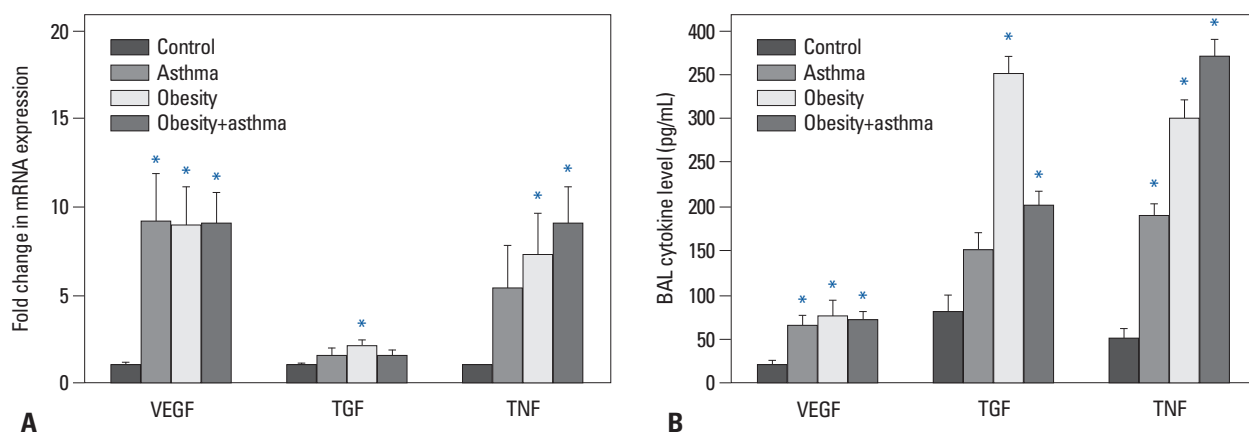 Fold change in mRNA expression
20
15
10
5
0
Control
Asthma
Obesity
Obesity+asthma
* * *
*
* *
VEGF TGF TNF
A
BAL cytokine level (pg/mL)
400
250
300
250
200
150
100
50
0
Control
Asthma
Obesity
Obesity+asthma
* * *
* *
* * *
VEGF TGF TNF
B